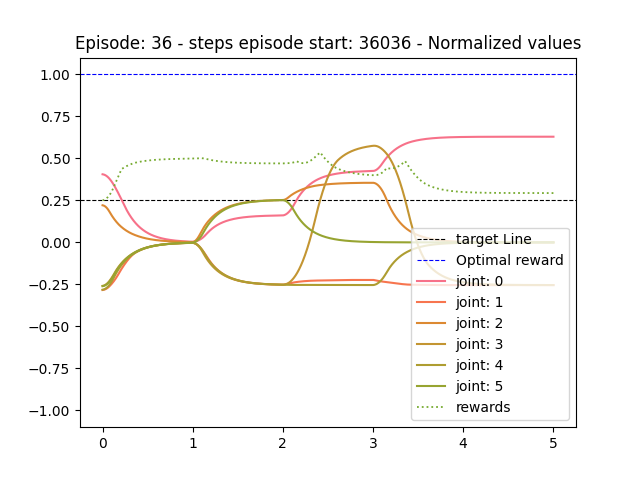 Episode: 36 - steps episode start: 36036 - Normalized values
1.00
0.75
0.50
0.25
0.00
−0.25
−0.50
−0.75
−1.00
target Line
Optimal reward
joint: 0
joint: 1
joint: 2
joint: 3
joint: 4
joint: 5
rewards
0 1 2 3 4 5